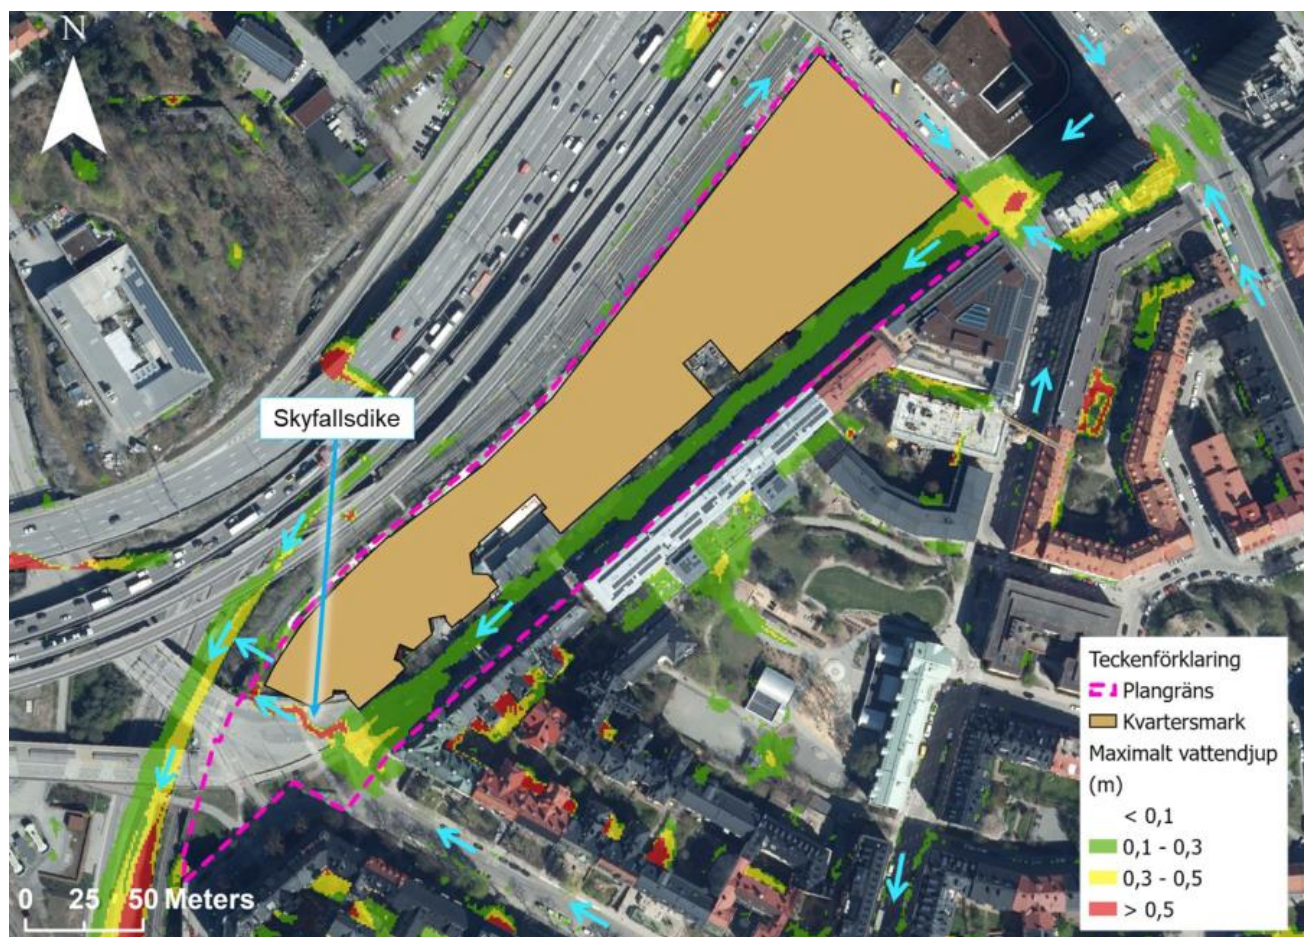 N
Skyfallsdike
Teckenförklaring
Plangräns
Kvartersmark
Maximalt vattendjup
(m)
< 0,1
0,1 - 0,3
0,3 - 0,5
> 0,5
0 25 50 Meters